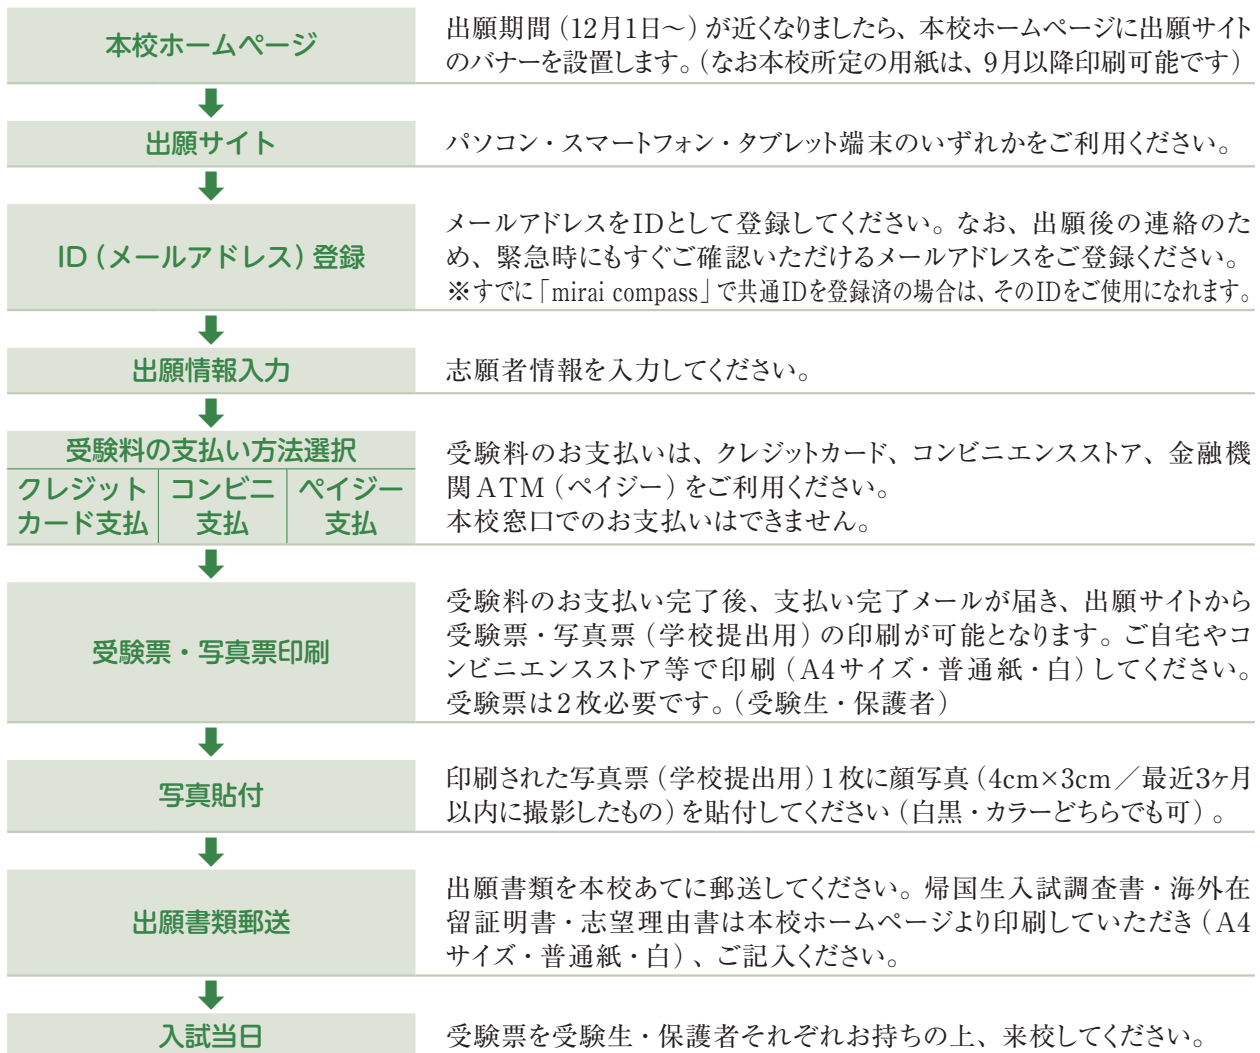 本校ホームページ
出願期間（12月1日〜）が近くなりましたら、本校ホームページに出願サイト
のバナーを設置します。（なお本校所定の用紙は、9月以降印刷可能です）
出願サイト
パソコン・スマートフォン・タブレット端末のいずれかをご利用ください。
ID（メールアドレス）登録
メールアドレスをIDとして登録してください。なお、出願後の連絡のた
め、緊急時にもすぐご確認いただけるメールアドレスをご登録ください。
※すでに「mirai compass」で共通IDを登録済の場合は、そのIDをご使用になれます。
出願情報入力
志願者情報を入力してください。
受験料の支払い方法選択
クレジット
カード支払
コンビニ
支払
ペイジー
支払
受験料のお支払いは、クレジットカード、コンビニエンスストア、金融機
関ATM（ペイジー）をご利用ください。
本校窓口でのお支払いはできません。
受験票・写真票印刷
受験料のお支払い完了後、支払い完了メールが届き、出願サイトから
受験票・写真票（学校提出用）の印刷が可能となります。ご自宅やコ
ンビニエンスストア等で印刷（A4サイズ・普通紙・白）してください。
受験票は2枚必要です。（受験生・保護者）
写真貼付
印刷された写真票（学校提出用）1枚に顔写真（4cm×3cm／最近3ヶ月
以内に撮影したもの）を貼付してください（白黒・カラーどちらでも可）。
出願書類郵送
出願書類を本校あてに郵送してください。帰国生入試調査書・海外在
留証明書・志望理由書は本校ホームページより印刷していただき（A4
サイズ・普通紙・白）、ご記入ください。
入試当日
受験票を受験生・保護者それぞれお持ちの上、来校してください。